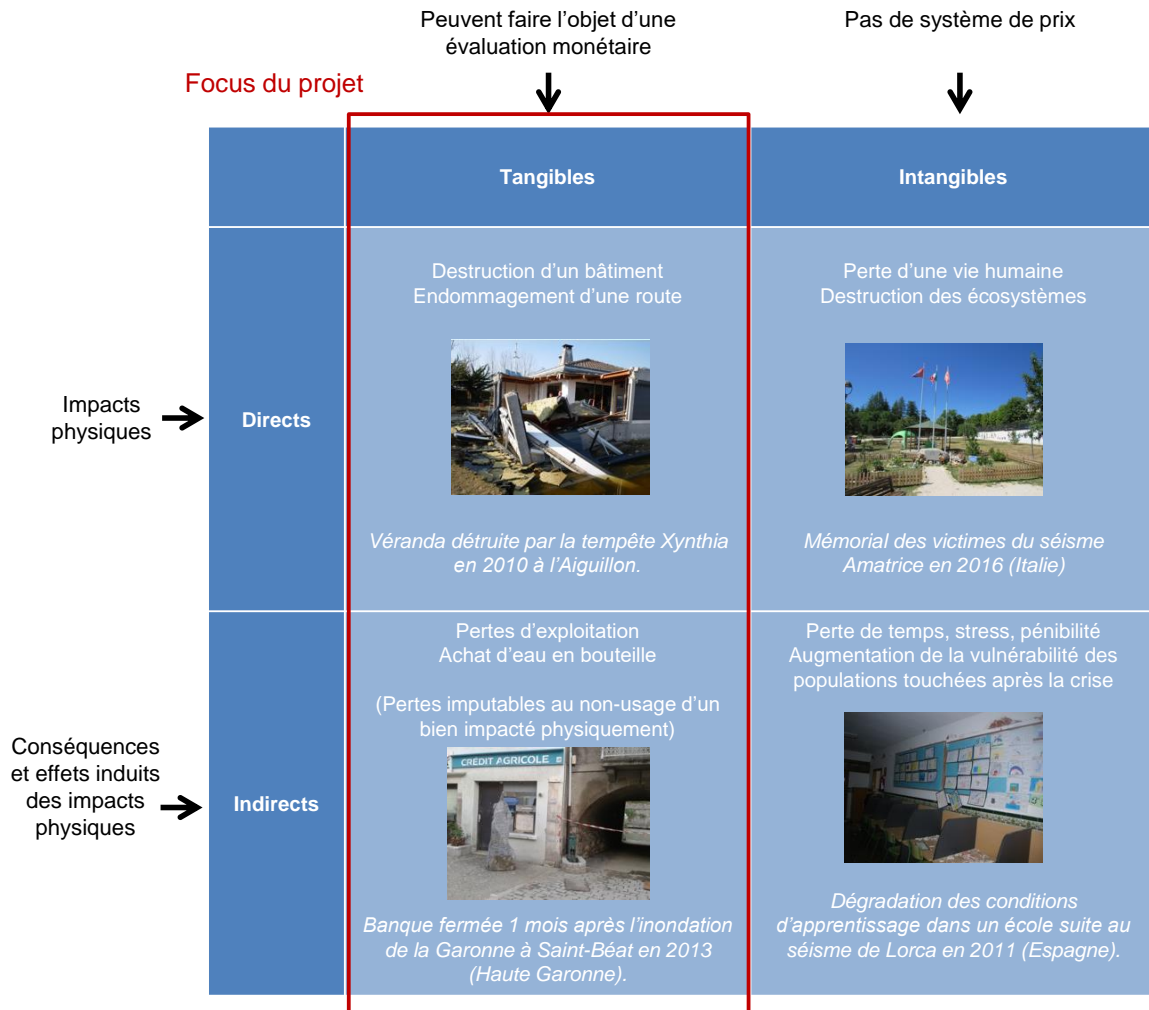 Peuvent faire l'objet d'une
évaluation monétaire
Pas de système de prix
Focus du projet
Tangibles
Intangibles
Impacts
physiques
Directs
Destruction d'un bâtiment
Endommagement d'une route
Véranda détruite par la tempête Xynthia
en 2010 à l'Aiguillon.
Perte d'une vie humaine
Destruction des écosystèmes
Mémorial des victimes du séisme
Amatrice en 2016 (Italie)
Conséquences
et effets induits
des impacts
physiques
Indirects
Pertes d'exploitation
Achat d'eau en bouteille
(Pertes imputables au non-usage d'un
bien impacté physiquement)
CRÉDIT AGRICOLE
Banque fermée 1 mois après l'inondation
de la Garonne à Saint-Béat en 2013
(Haute Garonne).
Perte de temps, stress, pénibilité
Augmentation de la vulnérabilité des
populations touchées après la crise
Dégradation des conditions
d'apprentissage dans un école suite au
séisme de Lorca en 2011 (Espagne).